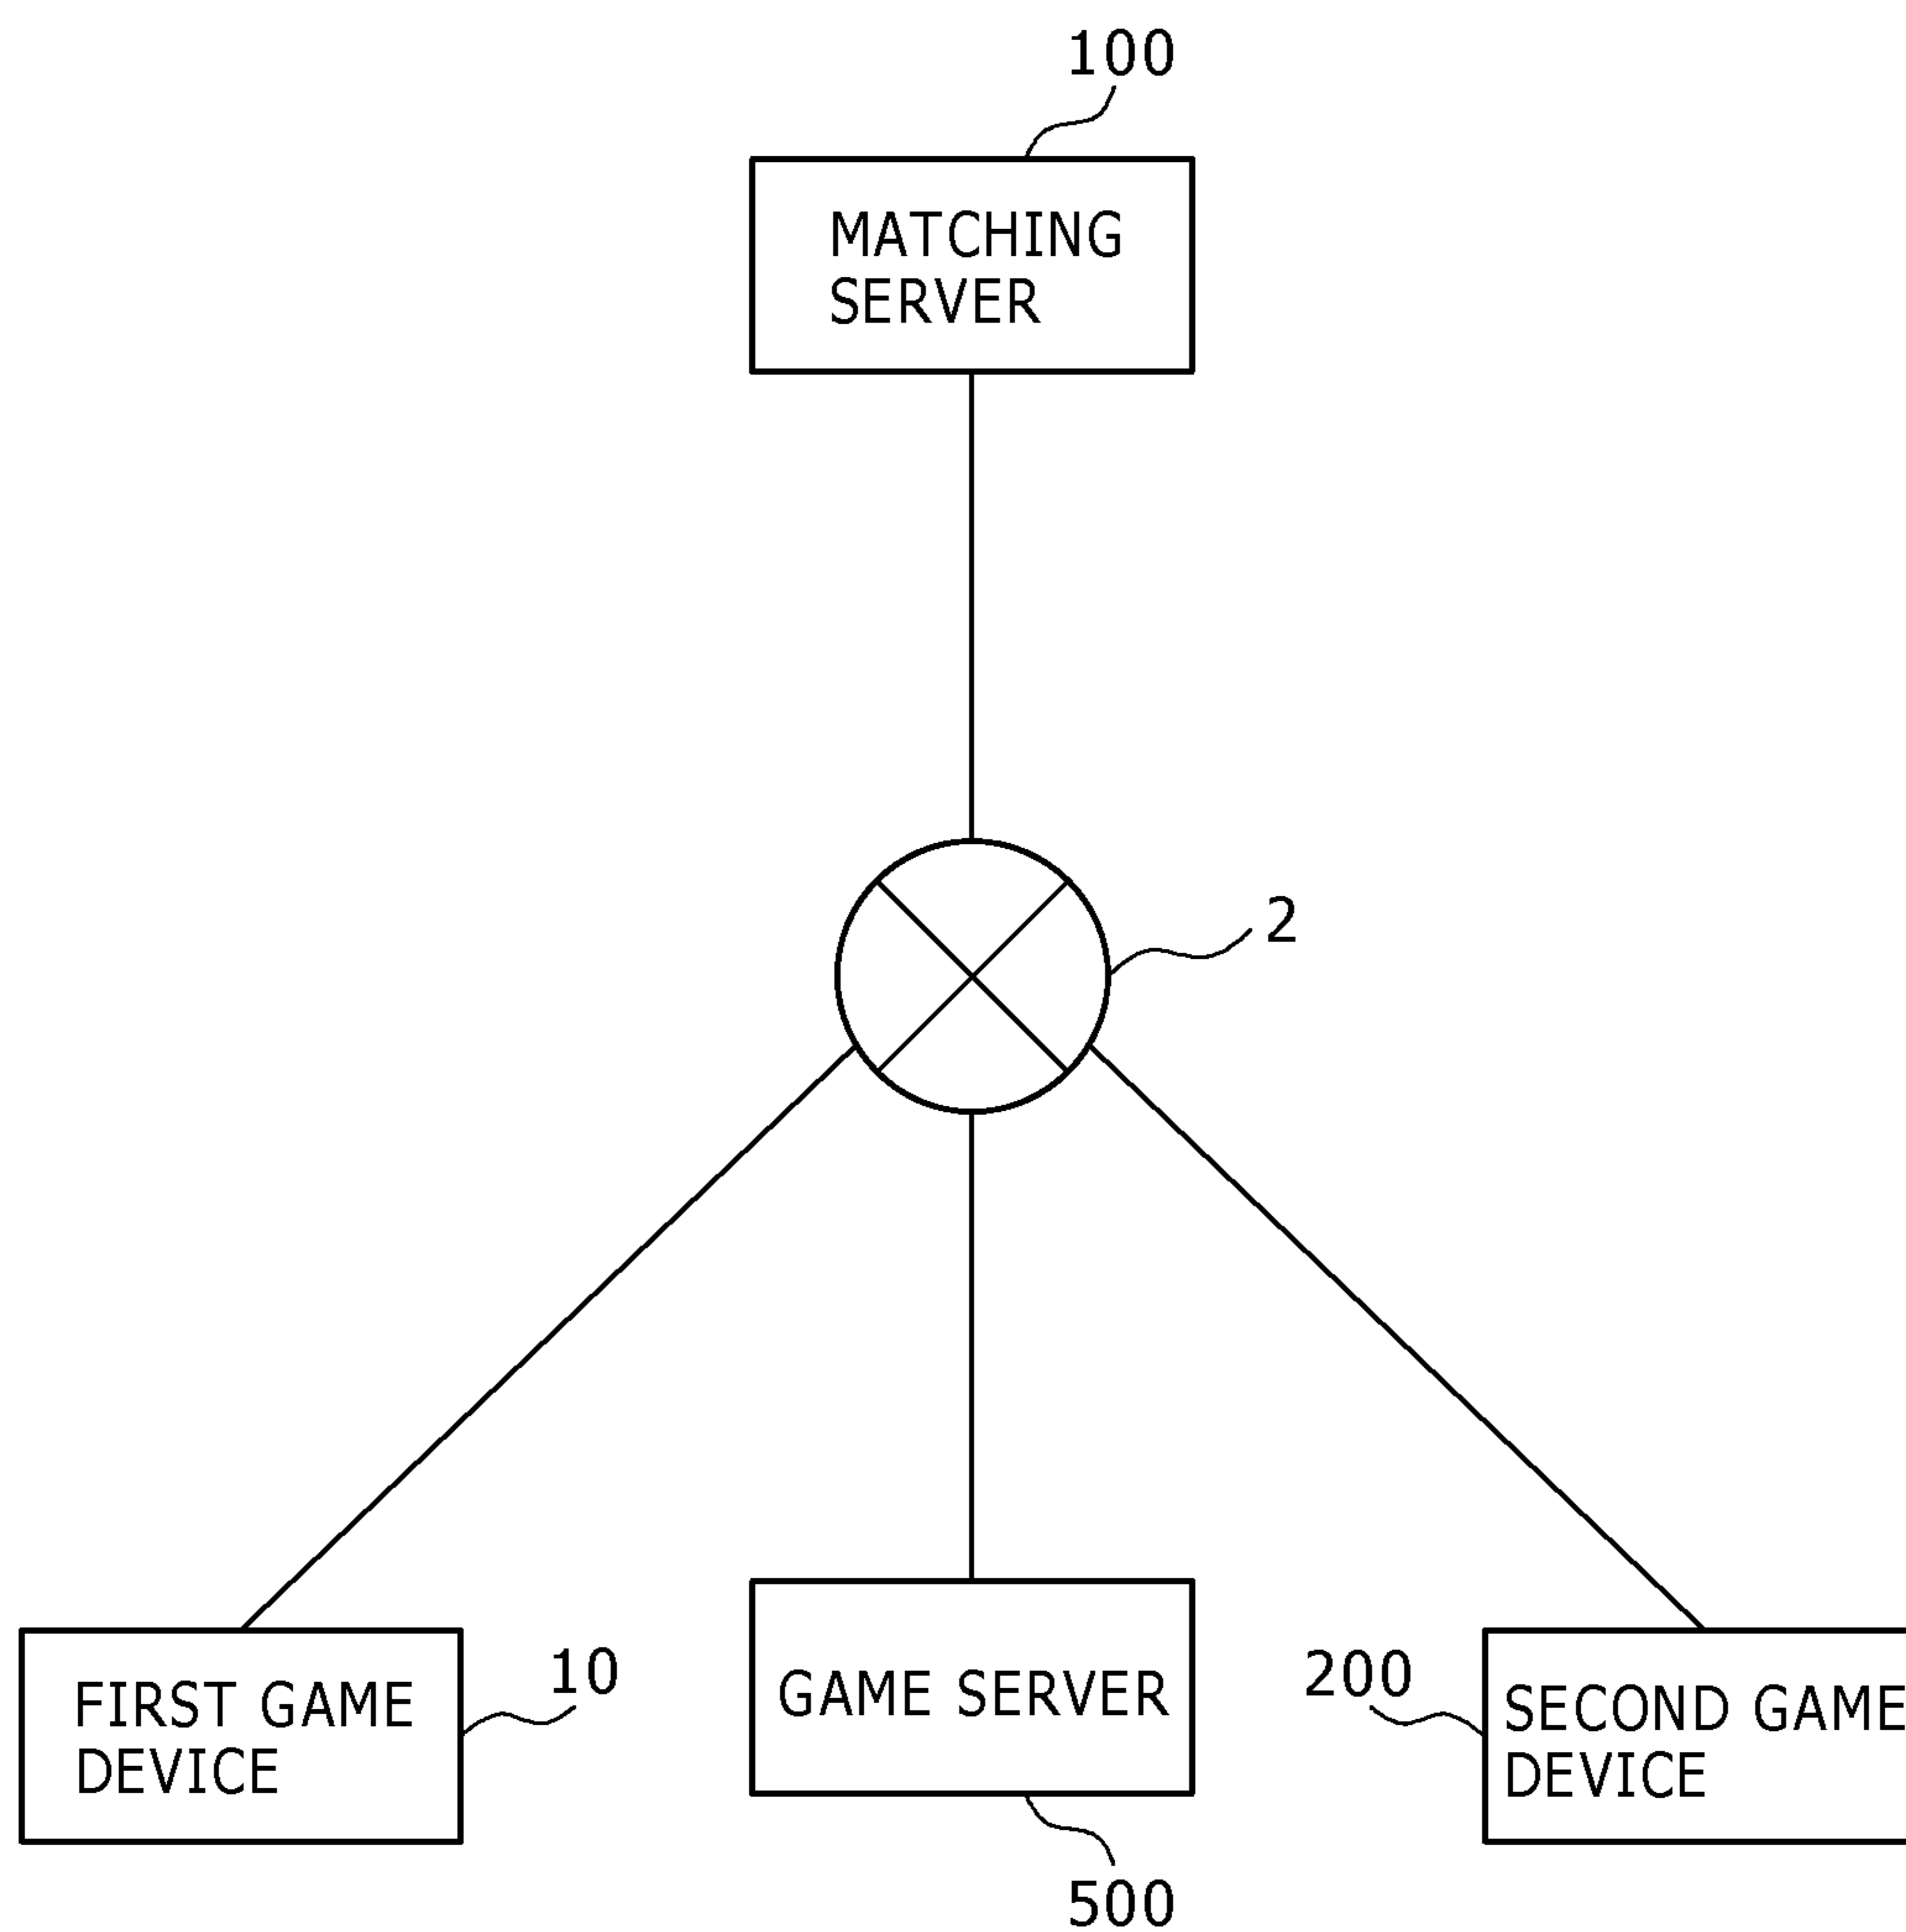 100
MATCHING
SERVER
2
10
FIRST GAME
DEVICE
GAME SERVER
500
200
SECOND GAME
DEVICE